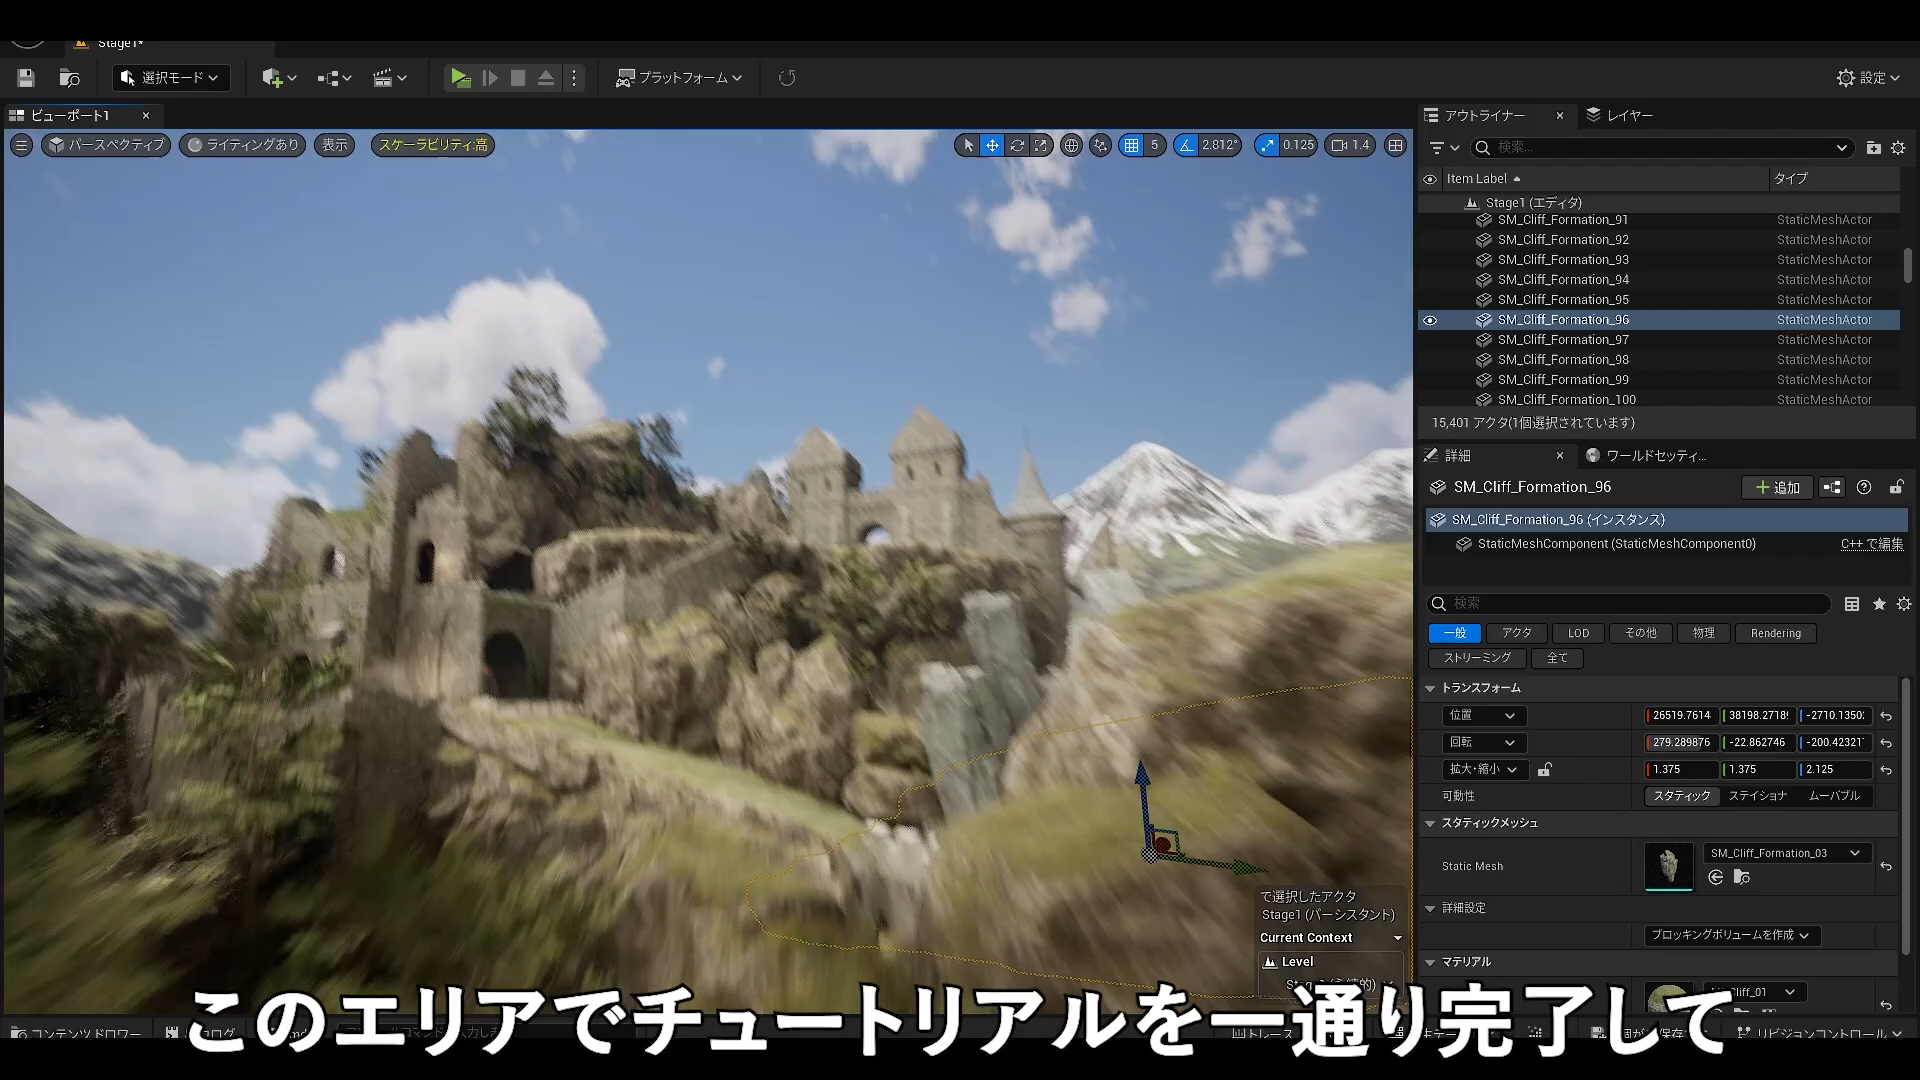 Stage1*
選択モード
プラットフォーム
設定
ビューポート1
パースペクティブ
ライティングあり
表示
スケーラビリティ:高
5
2.812°
0.125
1.4
アウトライナー
レイヤー
検索...
Item Label
タイプ
Stage1 (エディタ)
SM_Cliff_Formation_91 StaticMeshActor
SM_Cliff_Formation_92 StaticMeshActor
SM_Cliff_Formation_93 StaticMeshActor
SM_Cliff_Formation_94 StaticMeshActor
SM_Cliff_Formation_95 StaticMeshActor
SM_Cliff_Formation_96 StaticMeshActor
SM_Cliff_Formation_97 StaticMeshActor
SM_Cliff_Formation_98 StaticMeshActor
SM_Cliff_Formation_99 StaticMeshActor
SM_Cliff_Formation_100 StaticMeshActor
15,401 アクタ(1個選択されています)
詳細
ワールドセッティ...
SM_Cliff_Formation_96
追加
SM_Cliff_Formation_96 (インスタンス)
StaticMeshComponent (StaticMeshComponent0)
C++ で編集
検索
一般 アクタ LOD その他 物理 Rendering
ストリーミング 全て
トランスフォーム
位置 26519.7614 38198.2718 -2710.1350
回転 279.289876 -22.862746 -200.42321
拡大・縮小 1.375 1.375 2.125
可動性 スタティック ステイショナ ムーバブル
スタティックメッシュ
Static Mesh
SM_Cliff_Formation_03
詳細設定
ブロッキングボリュームを作成
マテリアル
Cliff_01
で選択したアクタ
Stage1 (パーシスタント)
Current Context
Level
コンテンツドロワー
トレース
リビジョンコントロール
このエリアでチュートリアルを一通り完了して